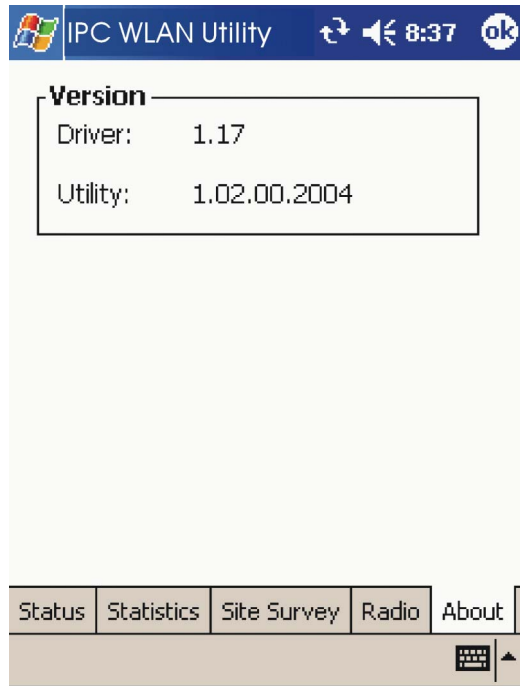 IPC WLAN Utility 8:37 ok
Version
Driver: 1.17
Utility: 1.02.00.2004
Status Statistics Site Survey Radio About